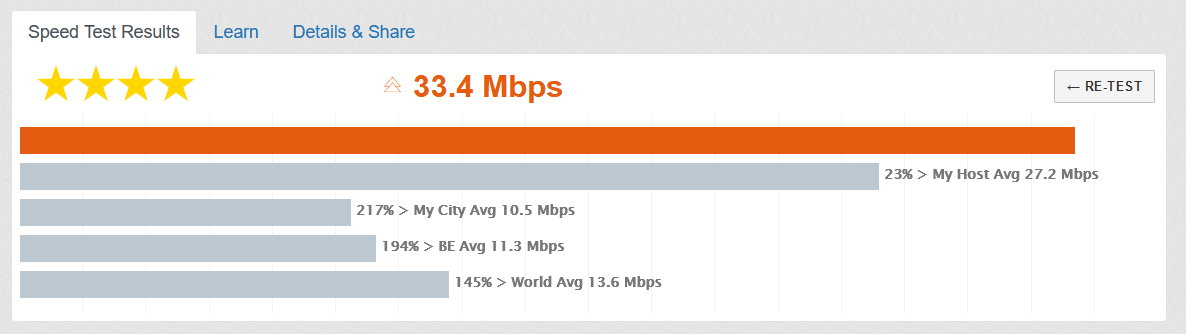 Speed Test Results Learn Details & Share
33.4 Mbps ← RE-TEST
23% > My Host Avg 27.2 Mbps
217% > My City Avg 10.5 Mbps
194% > BE Avg 11.3 Mbps
145% > World Avg 13.6 Mbps